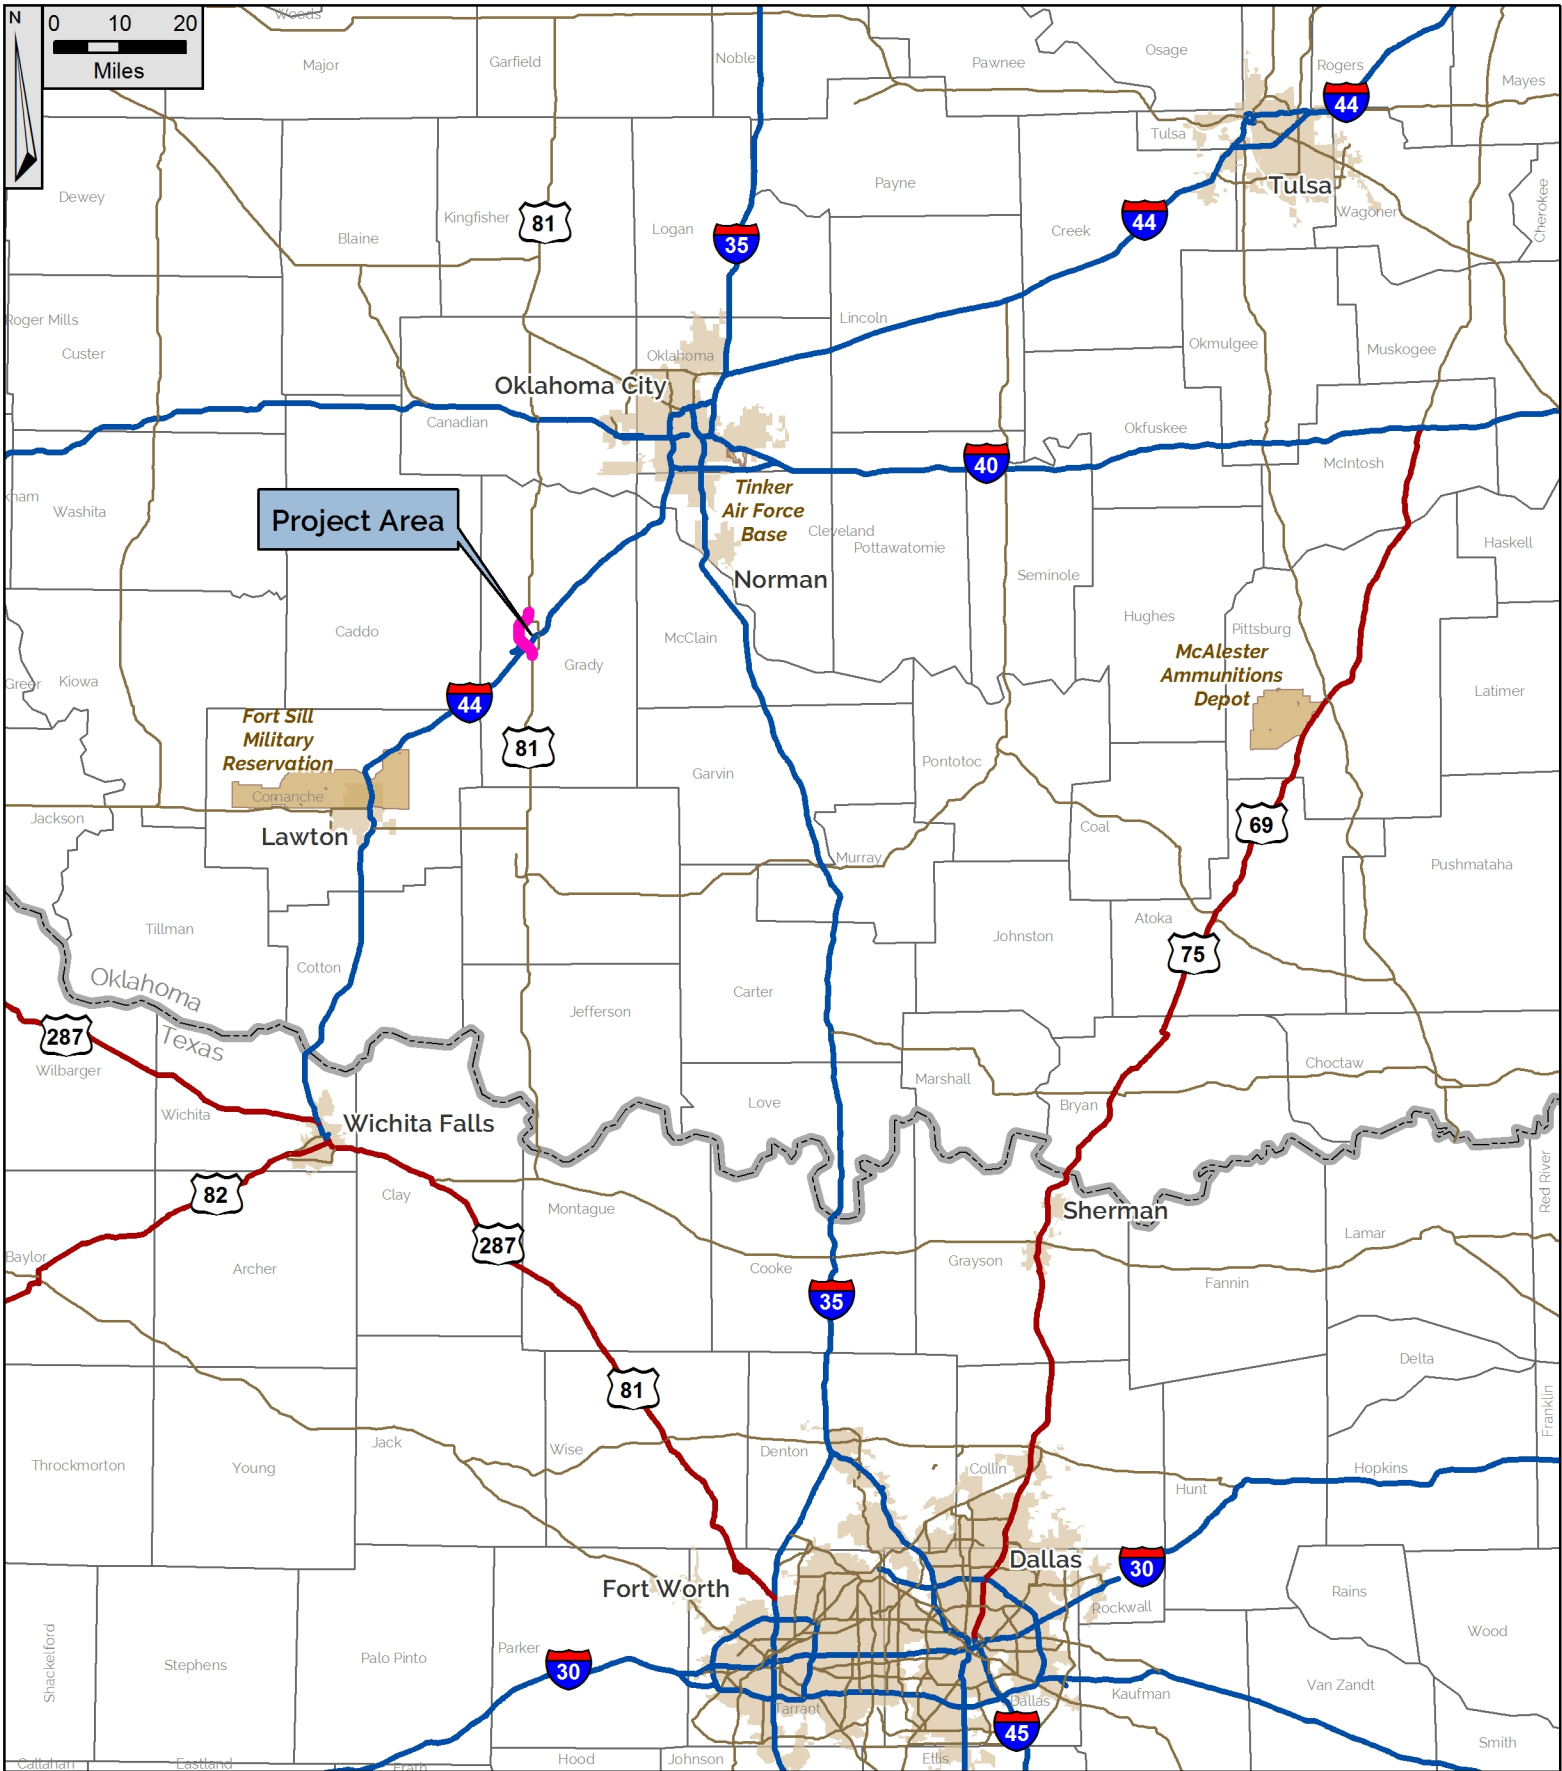 N
0 10 20
Miles
Woods
Major
Garfield
Noble
Pawnee
Osage
Rogers
Mayes
44
Tulsa
Tulsa
Dewey
Kingfisher
81
Blaine
Logan
35
Payne
Creek
44
Wagoner
Cherokee
Roger Mills
Custer
Lincoln
Oklahoma
Okmulgee
Muskogee
Oklahoma City
Canadian
Okfuskee
40
McIntosh
kham
Washita
Project Area
Tinker
Air Force
Base
Cleveland
Pottawatomie
Haskell
Norman
Seminole
Hughes
Caddo
McClain
Pittsburg
McAlester
Ammunitions
Depot
Grady
Greer
Kiowa
Latimer
44
Fort Sill
Military
Reservation
81
Garvin
Pontotoc
Comanche
Jackson
Lawton
Coal
69
Murray
Pushmataha
Tillman
Atoka
Johnston
75
Cotton
Oklahoma
Texas
Carter
Jefferson
287
Wilbarger
Choctaw
Marshall
Wichita
Love
Bryan
Wichita Falls
Red River
82
Clay
Montague
Sherman
287
Lamar
Baylor
Archer
Cooke
Grayson
Fannin
35
Delta
81
Franklin
Jack
Wise
Denton
Collin
Throckmorton
Young
Hopkins
Hunt
Dallas
30
Fort Worth
Rains
Rockwall
Wood
Shackelford
Stephens
Palo Pinto
Parker
30
Van Zandt
Kaufman
Dallas
Tarrant
45
Smith
Callahan
Eastland
Erath
Hood
Johnson
Ellis